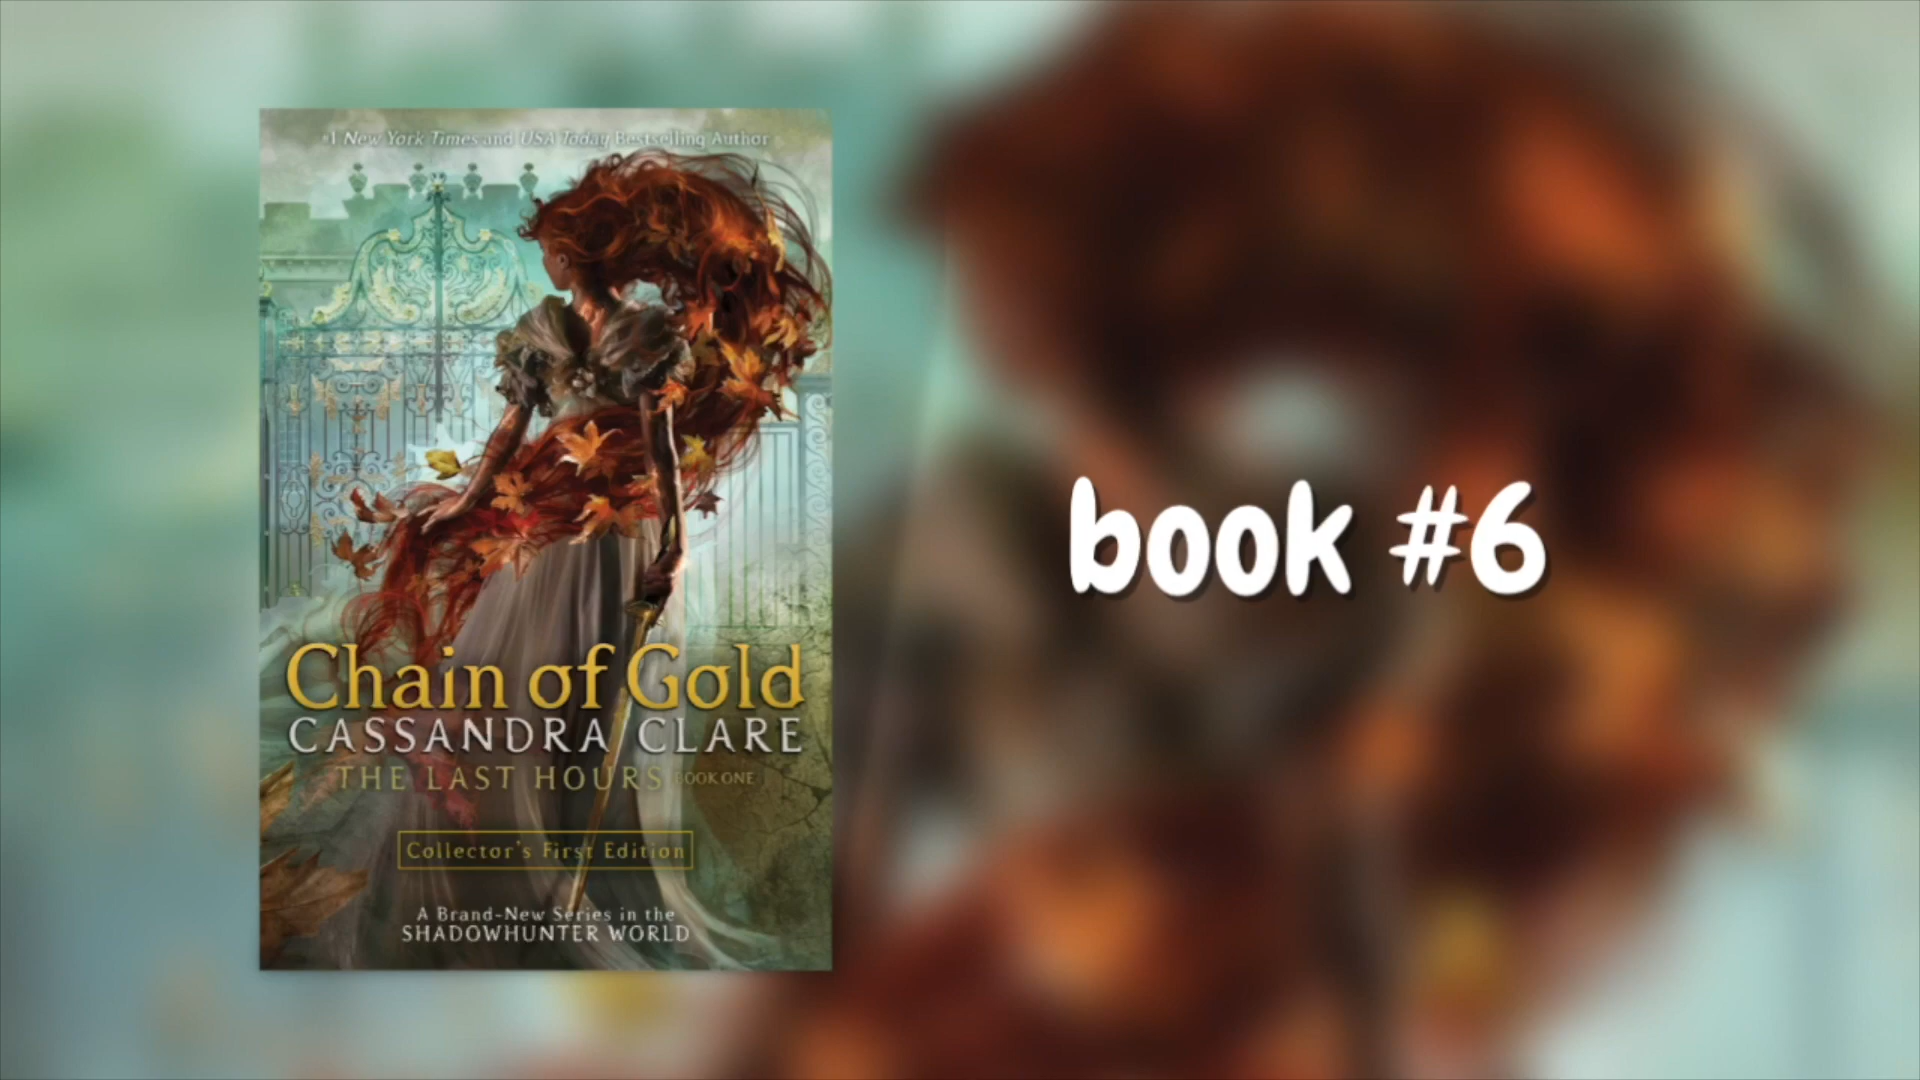 #1 New York Times and USA Today Bestselling Author
Chain of Gold
CASSANDRA CLARE
THE LAST HOURS BOOK ONE
Collector's First Edition
A Brand-New Series in the
SHADOWHUNTER WORLD
book #6